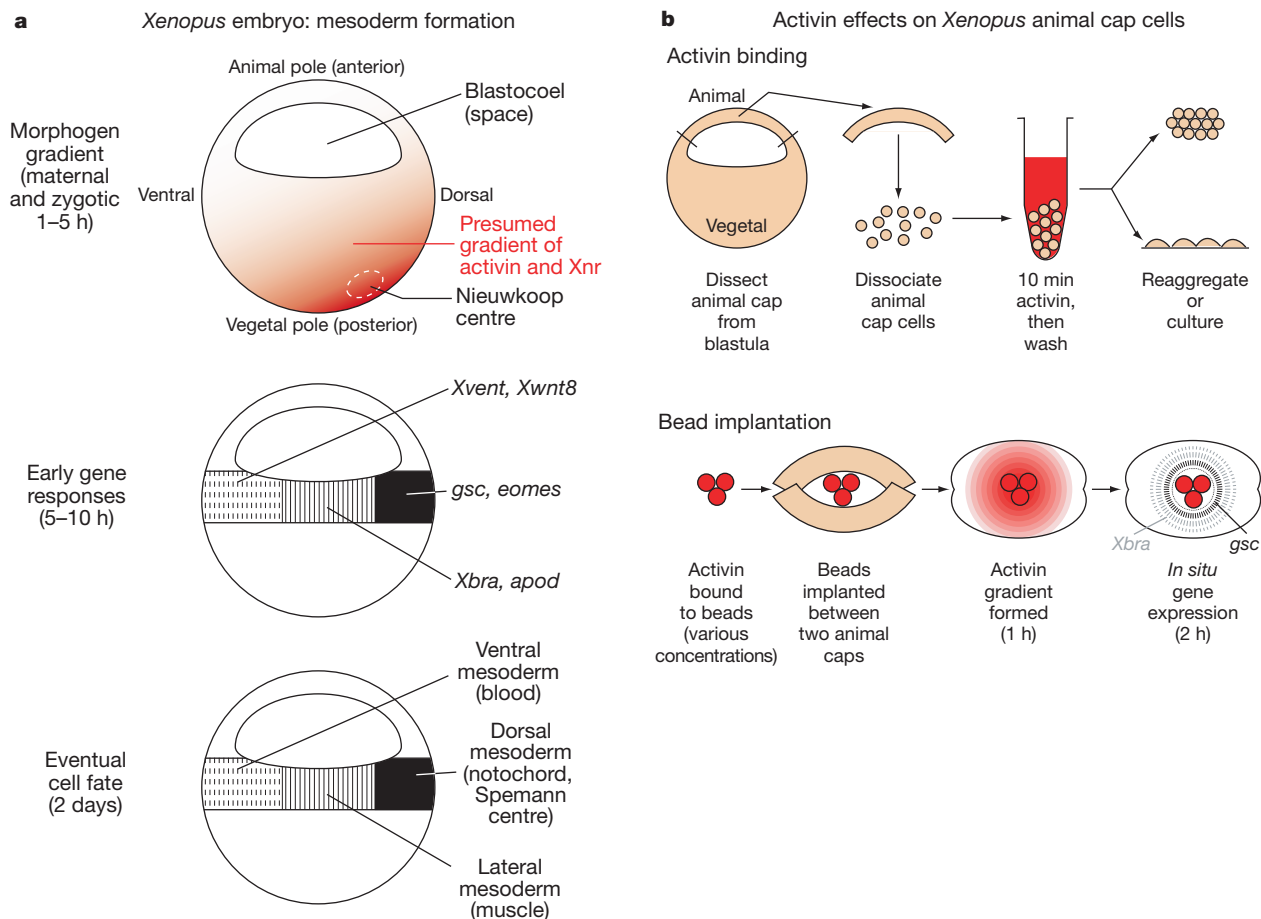 a
Xenopus embryo: mesoderm formation
Morphogen
gradient
(maternal
and zygotic
1–5 h)
Animal pole (anterior)
Blastocoel
(space)
Ventral
Dorsal
Presumed
gradient of
activin and Xnr
Nieuwkoop
centre
Vegetal pole (posterior)
Early gene
responses
(5–10 h)
Xvent, Xwnt8
gsc, eomes
Xbra, apod
Eventual
cell fate
(2 days)
Ventral
mesoderm
(blood)
Dorsal
mesoderm
(notochord,
Spemann
centre)
Lateral
mesoderm
(muscle)
b
Activin effects on Xenopus animal cap cells
Activin binding
Animal
Vegetal
Dissect
animal cap
from
blastula
Dissociate
animal
cap cells
10 min
activin,
then
wash
Reaggregate
or
culture
Bead implantation
Xbra
gsc
Activin
bound
to beads
(various
concentrations)
Beads
implanted
between
two animal
caps
Activin
gradient
formed
(1 h)
In situ
gene
expression
(2 h)